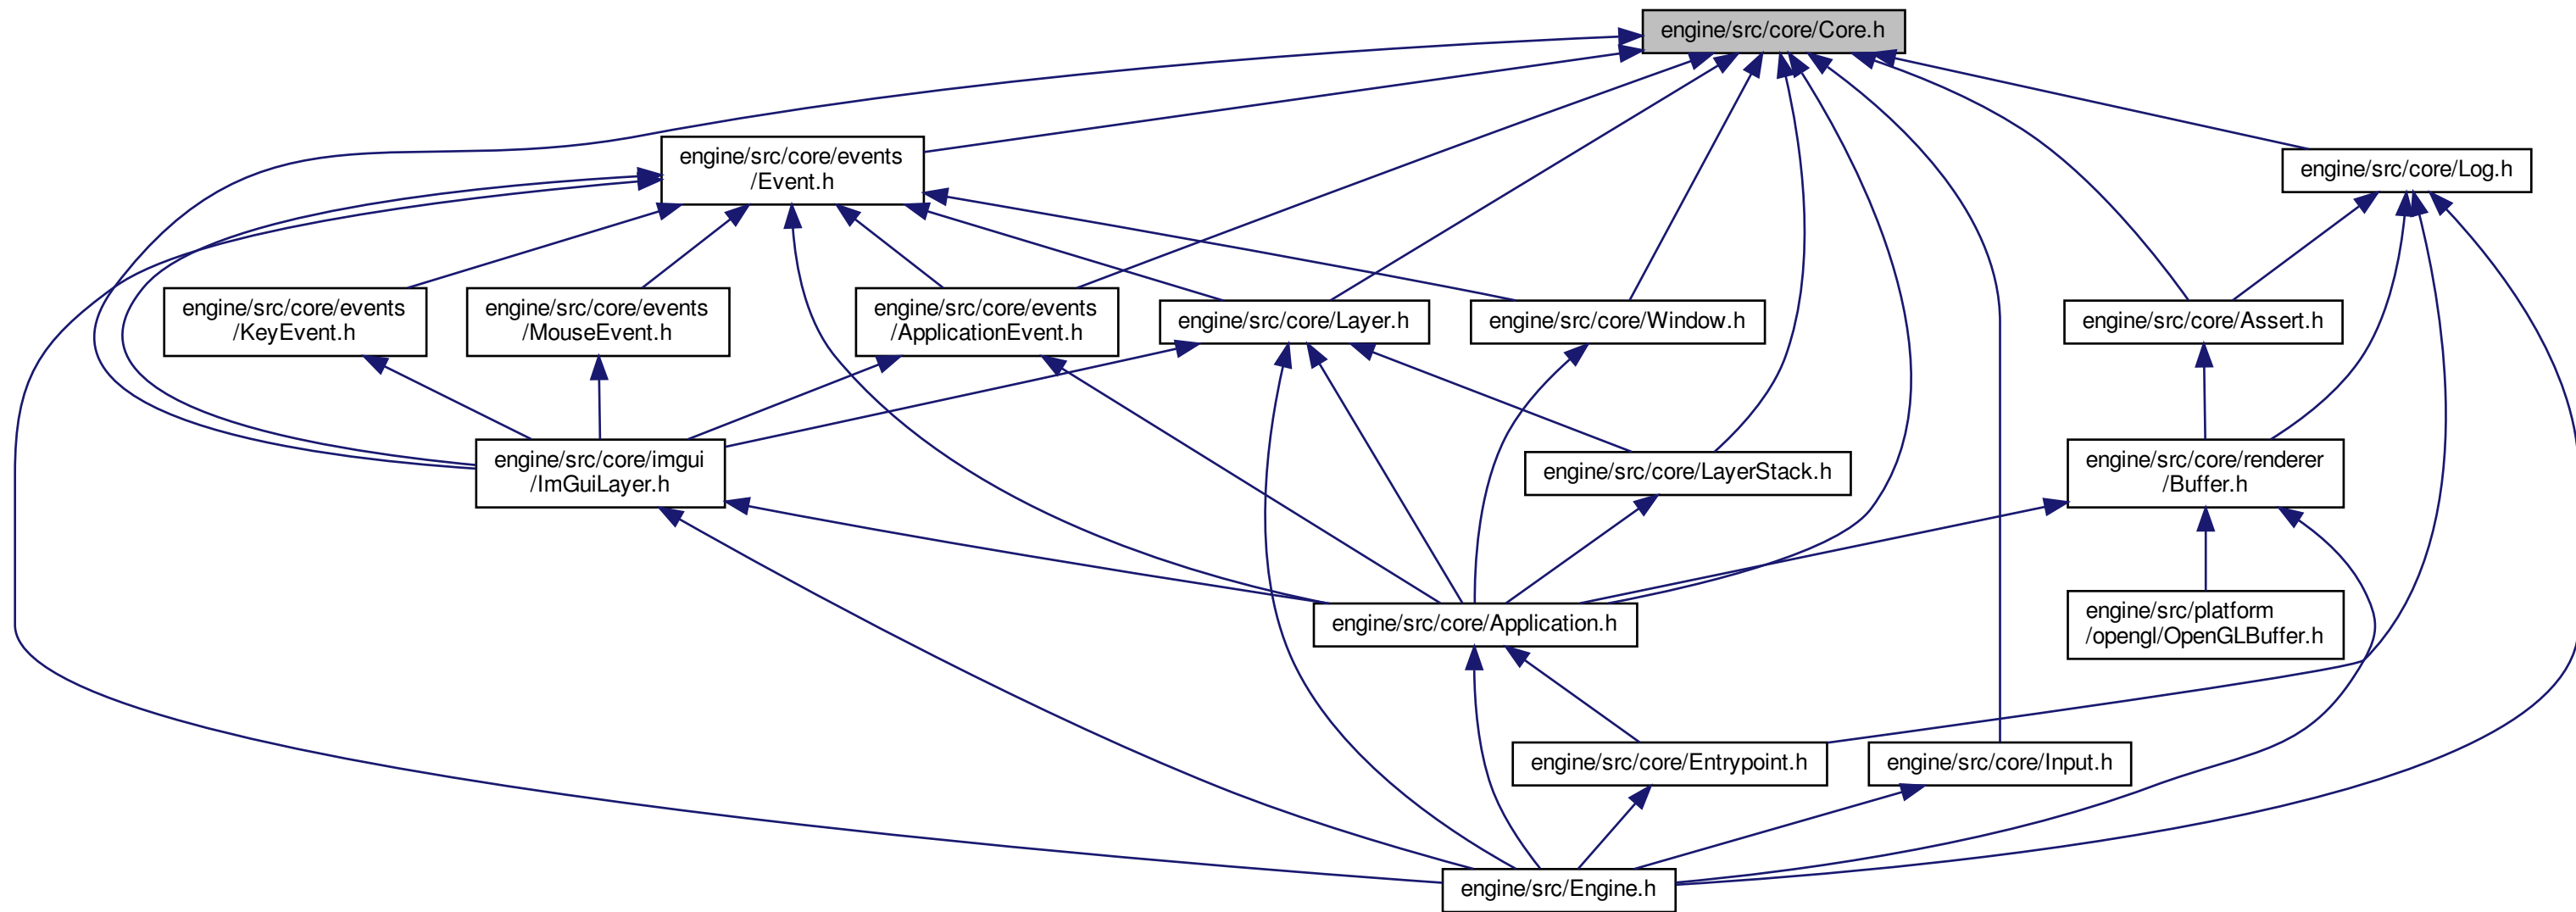 engine/src/core/Core.h
engine/src/core/events
/Event.h
engine/src/core/Log.h
engine/src/core/events
/KeyEvent.h
engine/src/core/events
/MouseEvent.h
engine/src/core/events
/ApplicationEvent.h
engine/src/core/Layer.h
engine/src/core/Window.h
engine/src/core/Assert.h
engine/src/core/imgui
/ImGuiLayer.h
engine/src/core/LayerStack.h
engine/src/core/renderer
/Buffer.h
engine/src/core/Application.h
engine/src/platform
/opengl/OpenGLBuffer.h
engine/src/core/Entrypoint.h
engine/src/core/Input.h
engine/src/Engine.h